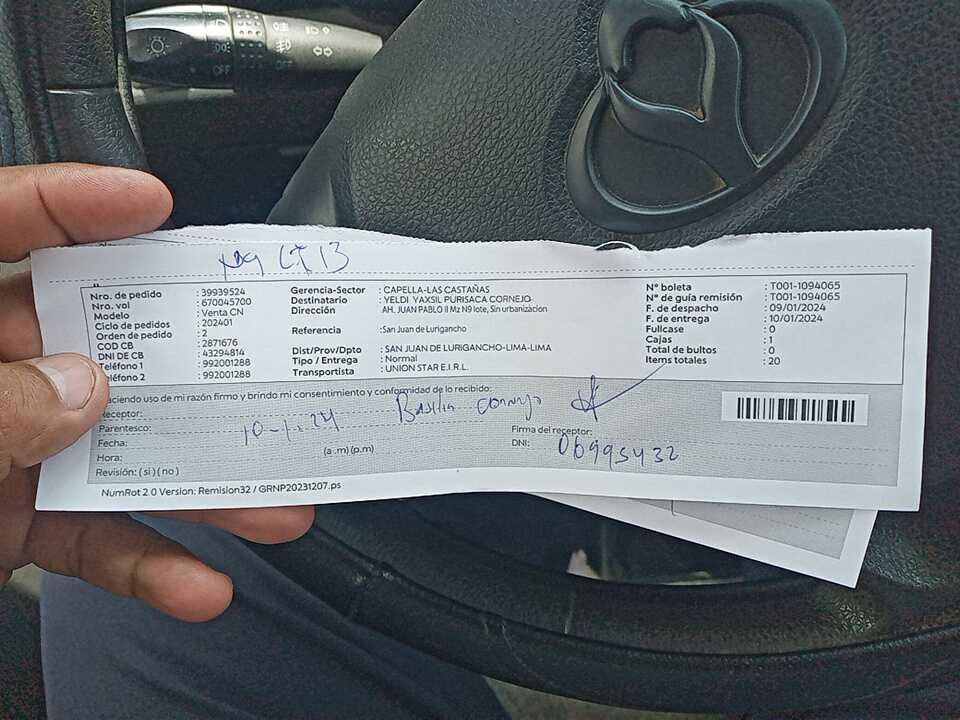 OFF
OFF
Mz N9 LT 13
Nro. de pedido : 39939524
Nro. vol : 670045700
Modelo : Venta CN
Ciclo de pedidos : 202401
Orden de pedido : 2
COD CB : 2871676
DNI DE CB : 43294814
Teléfono 1 : 992001288
Teléfono 2 : 992001288
Gerencia-Sector : CAPELLA-LAS CASTAÑAS
Destinatario : YELDI YAXSIL PURISACA CORNEJO
Dirección : AH. JUAN PABLO II Mz N9 lote, Sin urbanizacion
Referencia :San Juan de Lurigancho
Dist/Prov/Dpto : SAN JUAN DE LURIGANCHO-LIMA-LIMA
Tipo / Entrega : Normal
Transportista : UNION STAR E.I.R.L.
N° boleta : T001-1094065
N° de guía remisión : T001-1094065
F. de despacho : 09/01/2024
F. de entrega : 10/01/2024
Fullcase : 0
Cajas : 1
Total de bultos : 0
Items totales : 20
aciendo uso de mi razón firmo y brindo mi consentimiento y conformidad de lo recibido:
Receptor: Basilia cornejo
Parentesco:
Fecha: 10-1-24
Hora: (a .m) (p.m)
Revisión: ( si ) ( no )
Firma del receptor:
DNI: 06995432
NumRot 2.0 Version: Remision32 / GRNP20231207.ps